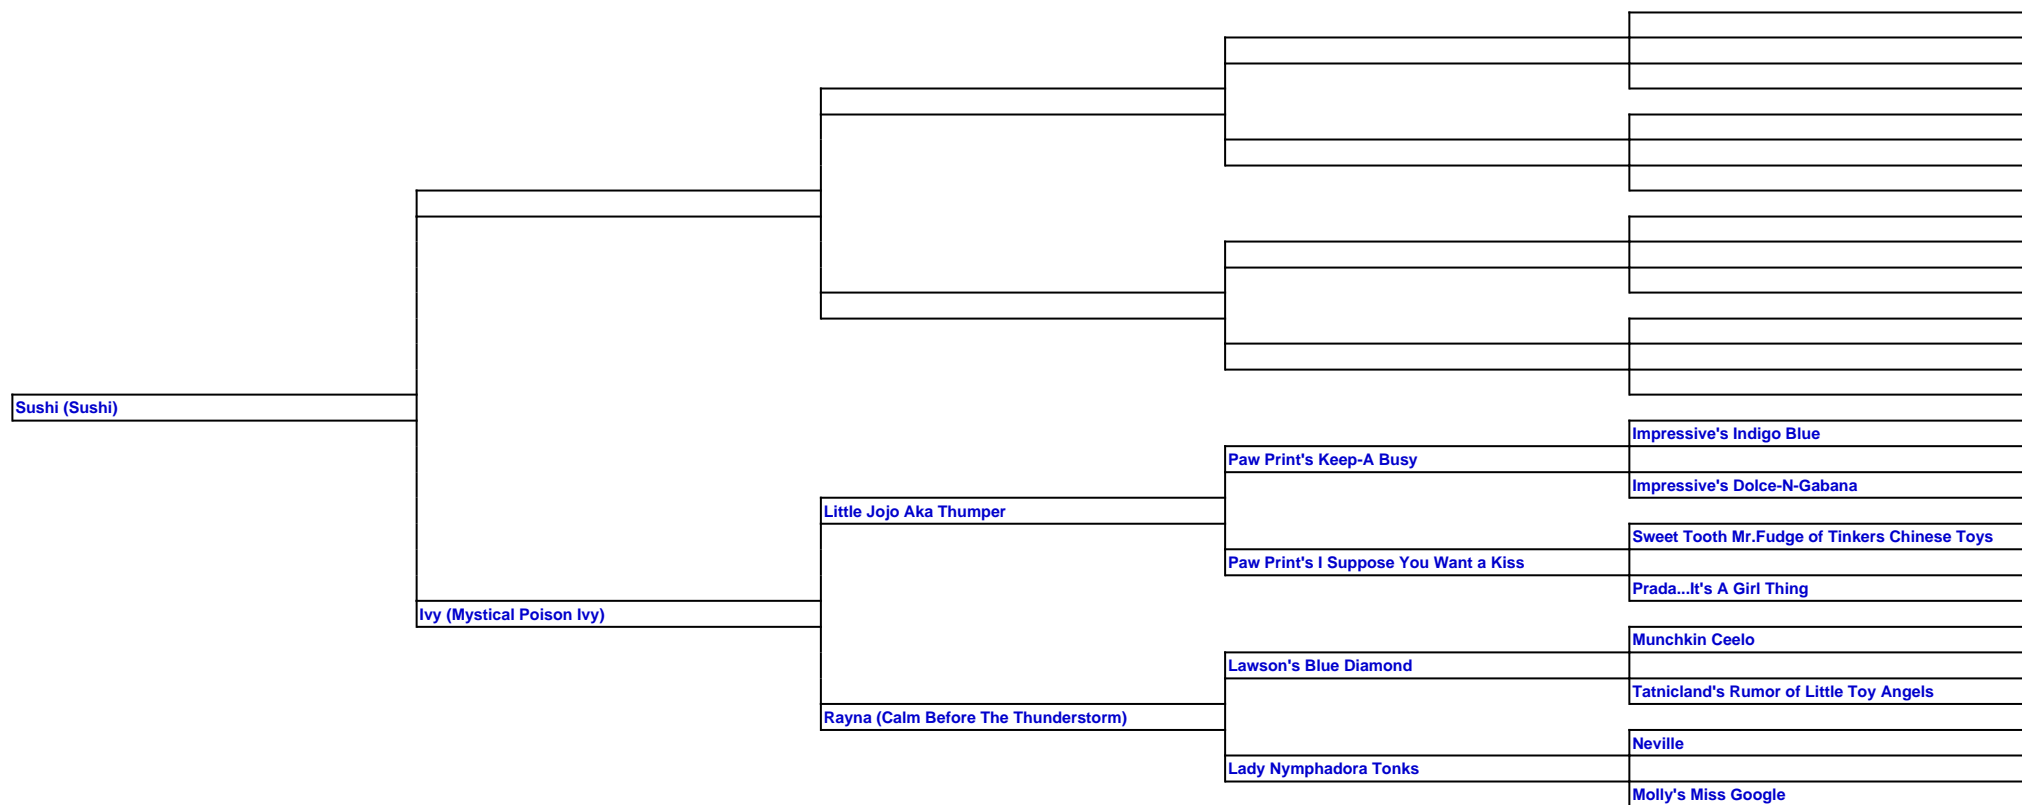 Sushi (Sushi)
Impressive's Indigo Blue
Paw Print's Keep-A Busy
Impressive's Dolce-N-Gabana
Little Jojo Aka Thumper
Sweet Tooth Mr.Fudge of Tinkers Chinese Toys
Paw Print's I Suppose You Want a Kiss
Prada...It's A Girl Thing
Ivy (Mystical Poison Ivy)
Munchkin Ceelo
Lawson's Blue Diamond
Tatnicland's Rumor of Little Toy Angels
Rayna (Calm Before The Thunderstorm)
Neville
Lady Nymphadora Tonks
Molly's Miss Google